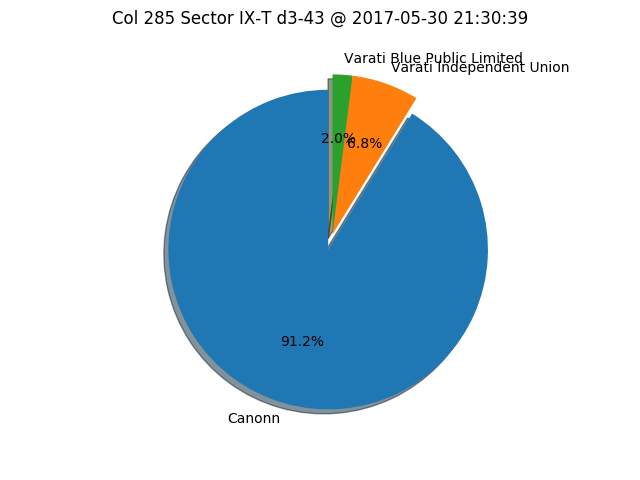 Col 285 Sector IX-T d3-43 @ 2017-05-30 21:30:39
Varati Blue Public Limited
Varati Independent Union
2.0%
6.8%
91.2%
Canonn